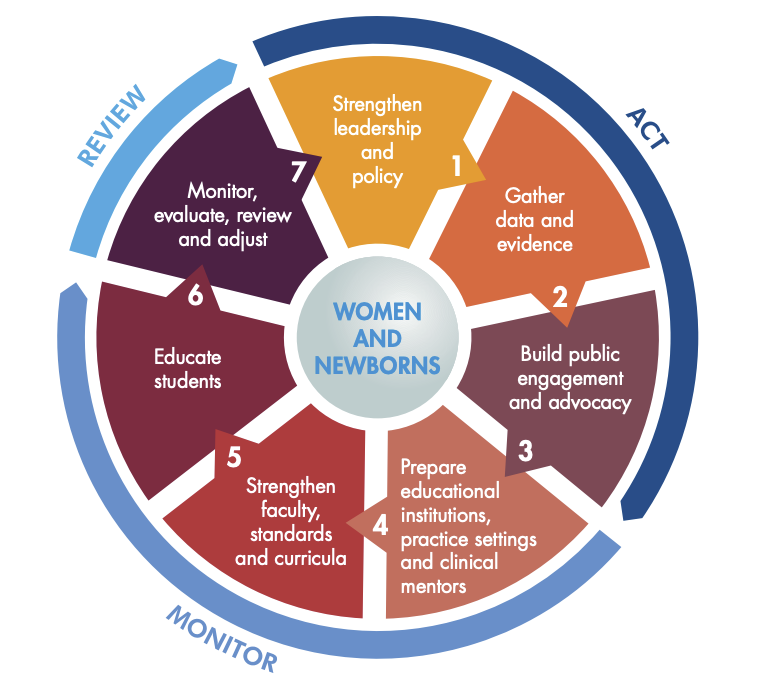 Strengthen
leadership
and
policy
1
Gather
data and
evidence
2
Build public
engagement
and advocacy
3
Prepare
educational
institutions,
practice settings
and clinical
mentors
4
Strengthen
faculty,
standards
and curricula
5
Educate
students
6
Monitor,
evaluate, review
and adjust
7
WOMEN
AND
NEWBORNS
ACT
MONITOR
REVIEW